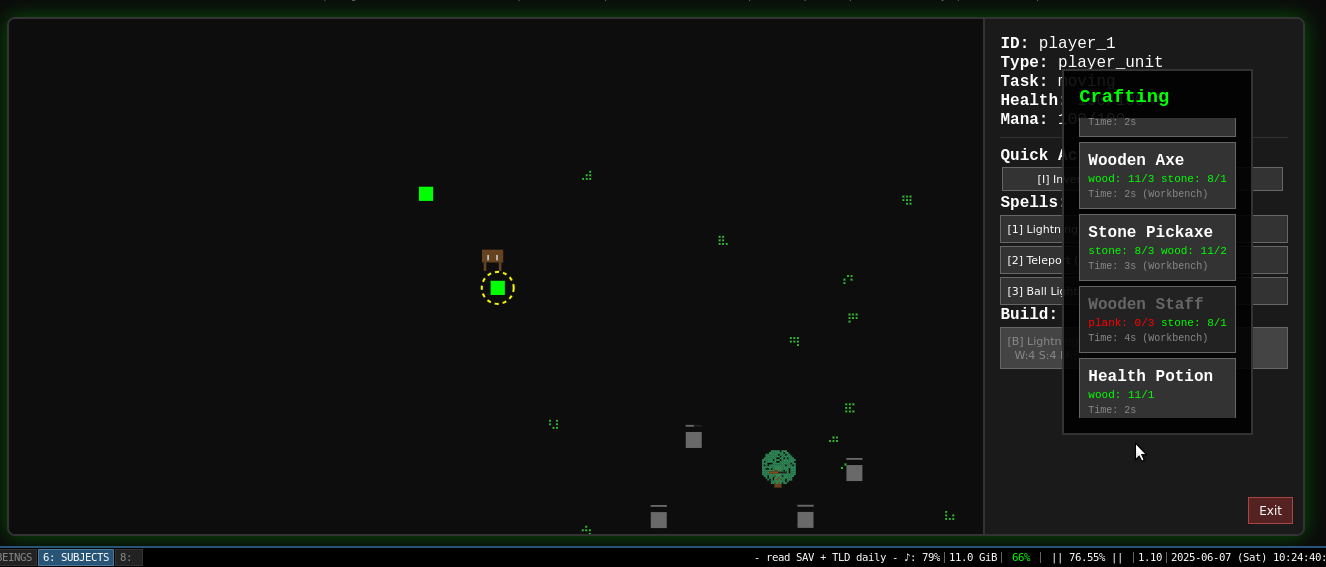 ID: player_1
Type: player_unit
Task: moving
Health:
Mana: 100/100
Quick Ac
[I] Inve
Spells:
[1] Lightn
[2] Teleport
[3] Ball Ligh
Build:
[B] Lightn
W:4 S:4
Crafting
Time: 2s
Wooden Axe
wood: 11/3 stone: 8/1
Time: 2s (Workbench)
Stone Pickaxe
stone: 8/3 wood: 11/2
Time: 3s (Workbench)
Wooden Staff
plank: 0/3 stone: 8/1
Time: 4s (Workbench)
Health Potion
wood: 11/1
Time: 2s
Exit
BEINGS 6: SUBJECTS 8:
- read SAV + TLD daily - ♪: 79%| 11.0 GiB| 66% | || 76.55% || |1.10|2025-06-07 (Sat) 10:24:40: